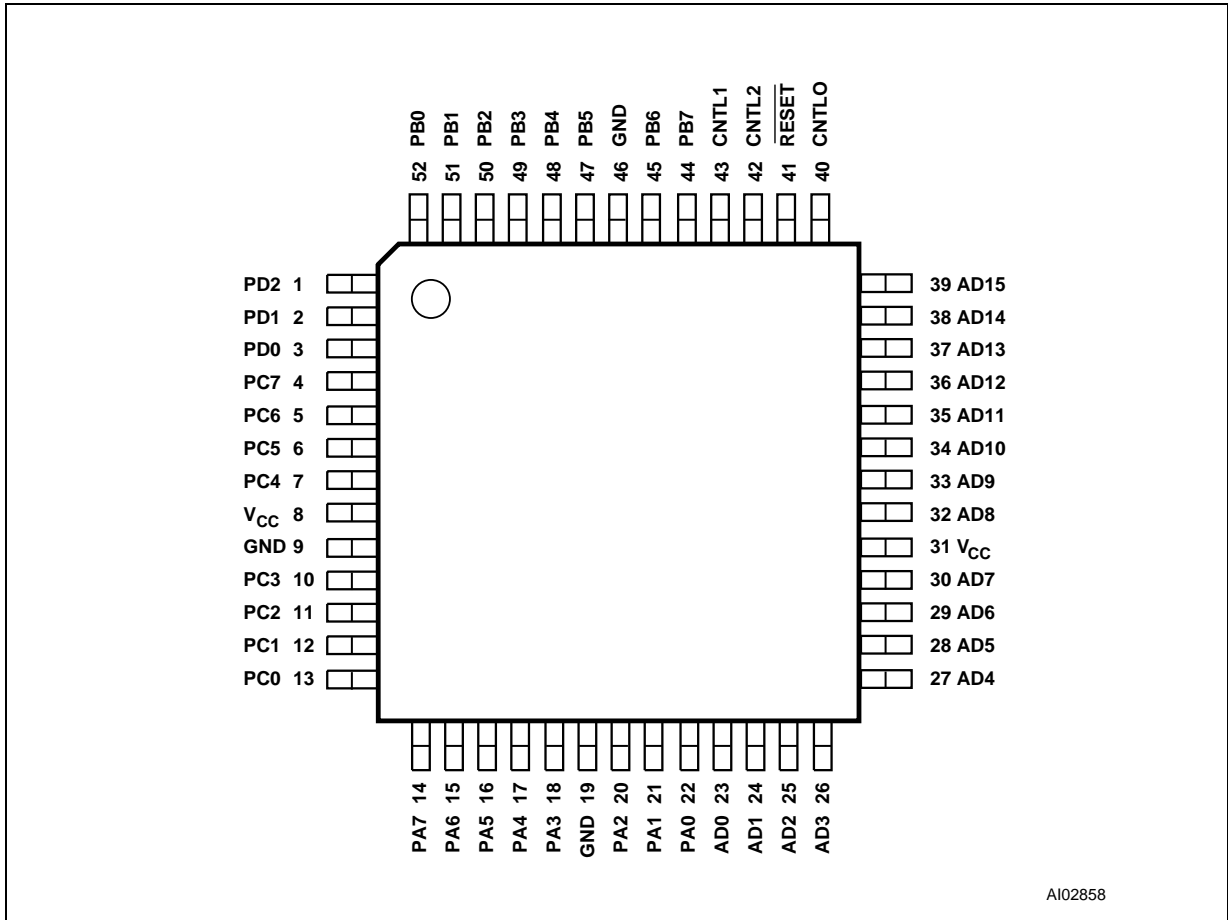 52 PB0
51 PB1
50 PB2
49 PB3
48 PB4
47 PB5
46 GND
45 PB6
44 PB7
43 CNTL1
42 CNTL2
41 RESET
40 CNTLO
PD2 1
PD1 2
PD0 3
PC7 4
PC6 5
PC5 6
PC4 7
VCC 8
GND 9
PC3 10
PC2 11
PC1 12
PC0 13
39 AD15
38 AD14
37 AD13
36 AD12
35 AD11
34 AD10
33 AD9
32 AD8
31 VCC
30 AD7
29 AD6
28 AD5
27 AD4
PA7 14
PA6 15
PA5 16
PA4 17
PA3 18
GND 19
PA2 20
PA1 21
PA0 22
AD0 23
AD1 24
AD2 25
AD3 26
AI02858